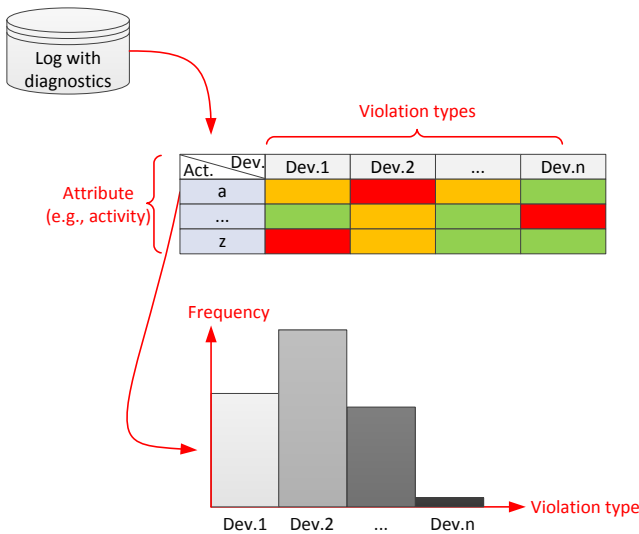 Log with
diagnostics
Violation types
Dev.
Act.
Dev.1 Dev.2 ... Dev.n
Attribute
(e.g., activity)
a
...
z
Frequency
Violation type
Dev.1 Dev.2 ... Dev.n